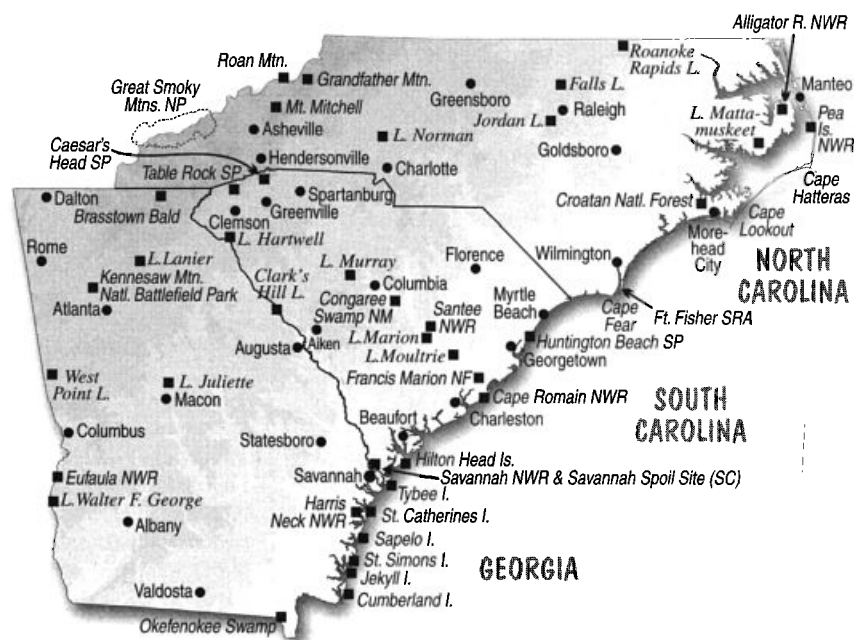 Alligator R. NWR
Roan Mtn.
Roanoke
Rapids L.
Great Smoky
Mtns. NP
Grandfather Mtn.
Falls L.
Manteo
Greensboro
Mt. Mitchell
Raleigh
Jordan L.
L. Matta-
muskeet
Pea
Is.
NWR
Asheville
L. Norman
Caesar's
Head SP
Hendersonville
Charlotte
Goldsboro
Table Rock SP
Cape
Hatteras
Dalton
Brasstown Bald
Spartanburg
Greenville
Clemson
Croatan Natl. Forest
Cape
Lookout
More-
head
City
L. Hartwell
Rome
L.Lanier
Kennesaw Mtn.
Natl. Battlefield Park
Clark's
Hill L.
L. Murray
Florence
Wilmington
NORTH
CAROLINA
Columbia
Congaree
Swamp NM
Santee
NWR
Myrtle
Beach
Cape
Fear
Ft. Fisher SRA
Atlanta
Aiken
Augusta
L.Marion
L.Moultrie
Huntington Beach SP
Georgetown
West
Point L.
L. Juliette
Macon
Francis Marion NF
Cape Romain NWR
Charleston
SOUTH
CAROLINA
Columbus
Statesboro
Beaufort
Hilton Head Is.
Savannah NWR & Savannah Spoil Site (SC)
Savannah
Tybee I.
Eufaula NWR
L.Walter F. George
Harris
Neck NWR
St. Catherines I.
Albany
Sapelo I.
St. Simons I.
Jekyll I.
GEORGIA
Valdosta
Cumberland I.
Okefenokee Swamp